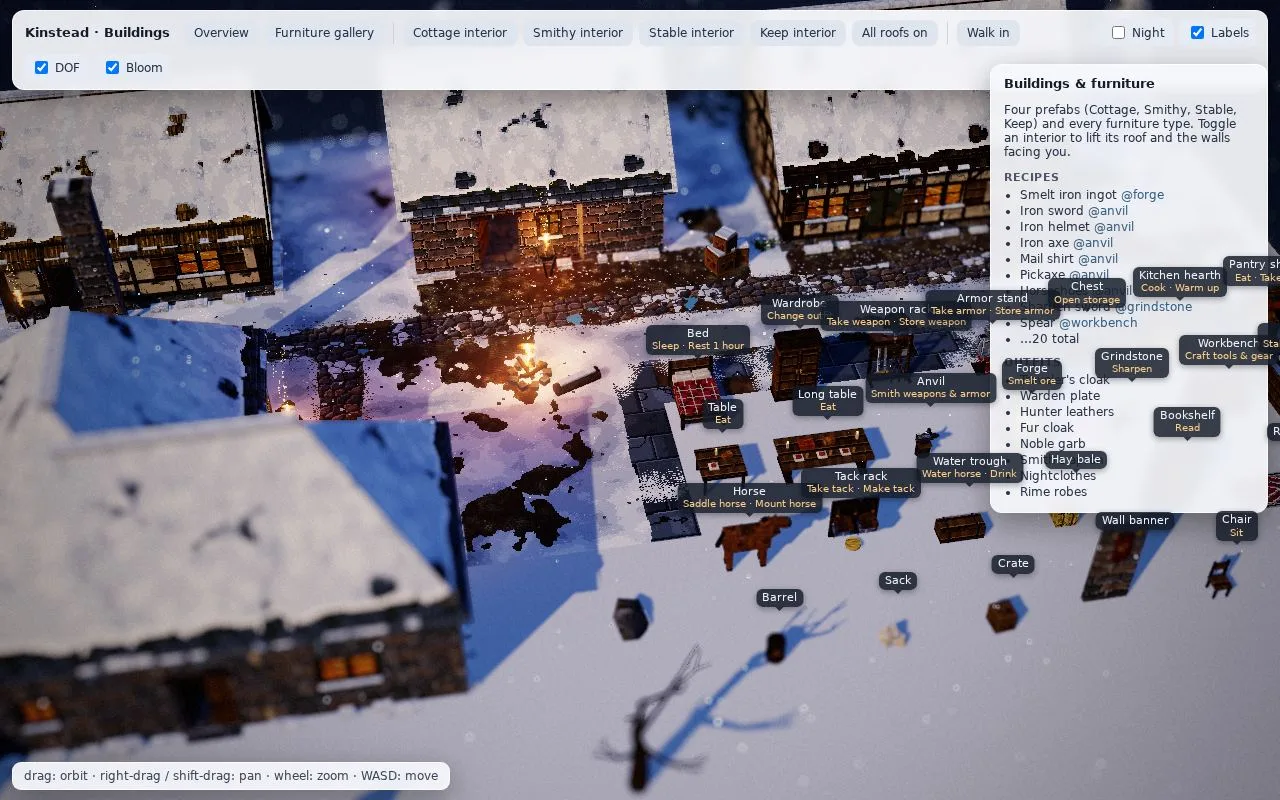 Kinstead · Buildings
Overview
Furniture gallery
Cottage interior
Smithy interior
Stable interior
Keep interior
All roofs on
Walk in
Night
Labels
DOF
Bloom
Buildings & furniture
Four prefabs (Cottage, Smithy, Stable,
Keep) and every furniture type. Toggle
an interior to lift its roof and the walls
facing you.
RECIPES
Smelt iron ingot @forge
Iron sword @anvil
Iron helmet @anvil
Iron axe @anvil
Mail shirt @anvil
Pickaxe @anvil
sword @grindstone
Spear @workbench
...20 total
OUTFITS
cloak
Warden plate
Hunter leathers
Fur cloak
Noble garb
Nightclothes
Rime robes
Pantry
Eat · Take
Kitchen hearth
Cook · Warm up
Chest
Open storage
Armor stand
Take armor · Store armor
Weapon rack
Take weapon · Store weapon
Wardrobe
Change
Bed
Sleep · Rest 1 hour
Workbench
Craft tools & gear
Grindstone
Sharpen
Forge
Smelt ore
Anvil
Smith weapons & armor
Long table
Eat
Table
Eat
Bookshelf
Read
Hay bale
Water trough
Water horse · Drink
Tack rack
Take tack · Make tack
Horse
Saddle horse · Mount horse
Wall banner
Chair
Sit
Crate
Sack
Barrel
drag: orbit · right-drag / shift-drag: pan · wheel: zoom · WASD: move